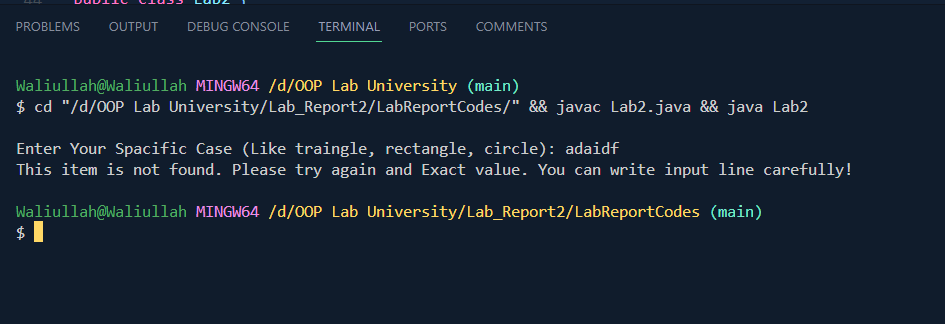 public class Lab2 {
PROBLEMS OUTPUT DEBUG CONSOLE TERMINAL PORTS COMMENTS
Waliullah@Waliullah MINGW64 /d/OOP Lab University (main)
$ cd "/d/OOP Lab University/Lab_Report2/LabReportCodes/" && javac Lab2.java && java Lab2
Enter Your Spacific Case (Like traingle, rectangle, circle): adaidf
This item is not found. Please try again and Exact value. You can write input line carefully!
Waliullah@Waliullah MINGW64 /d/OOP Lab University/Lab_Report2/LabReportCodes (main)
$